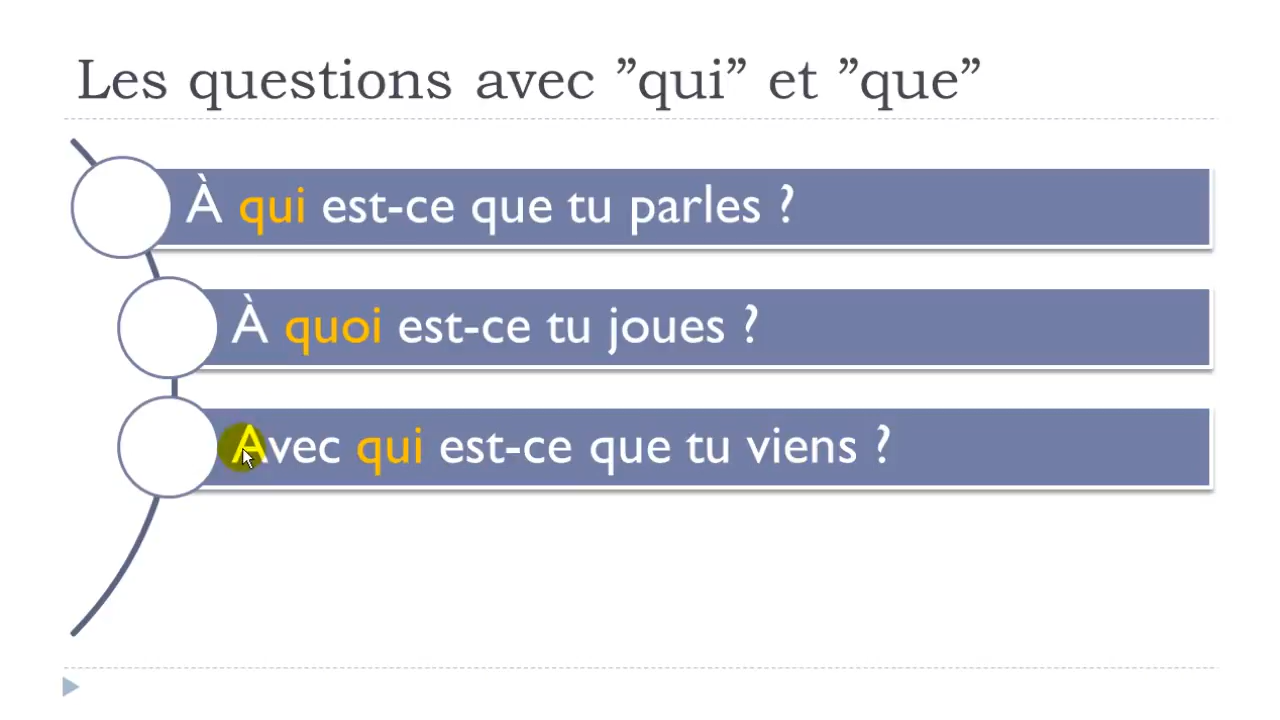 Les questions avec ”qui” et ”que”
À qui est-ce que tu parles ?
À quoi est-ce tu joues ?
Avec qui est-ce que tu viens ?